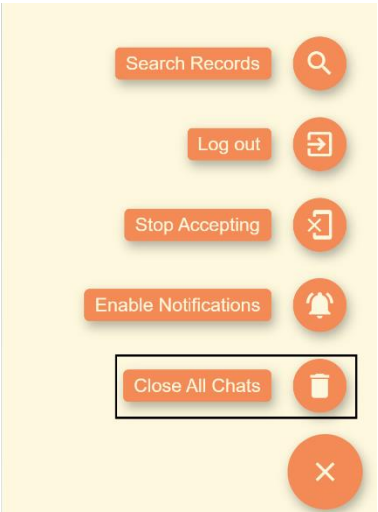 Search Records
Log out
Stop Accepting
Enable Notifications
Close All Chats